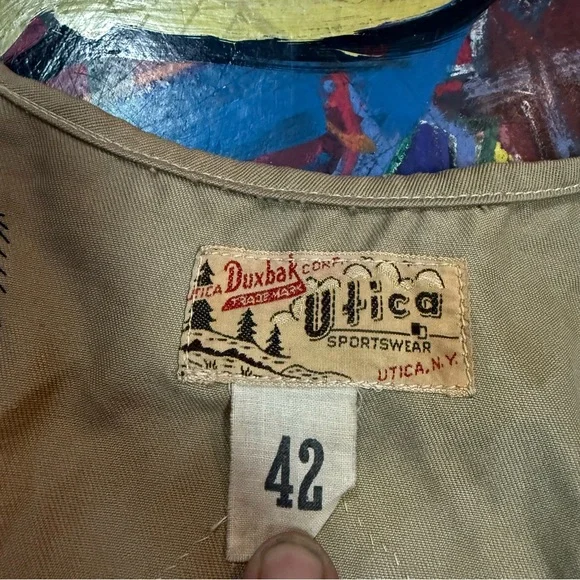 UTICA Duxbak CORP.
TRADE-MARK
Utica
SPORTSWEAR
UTICA, N.Y.
42